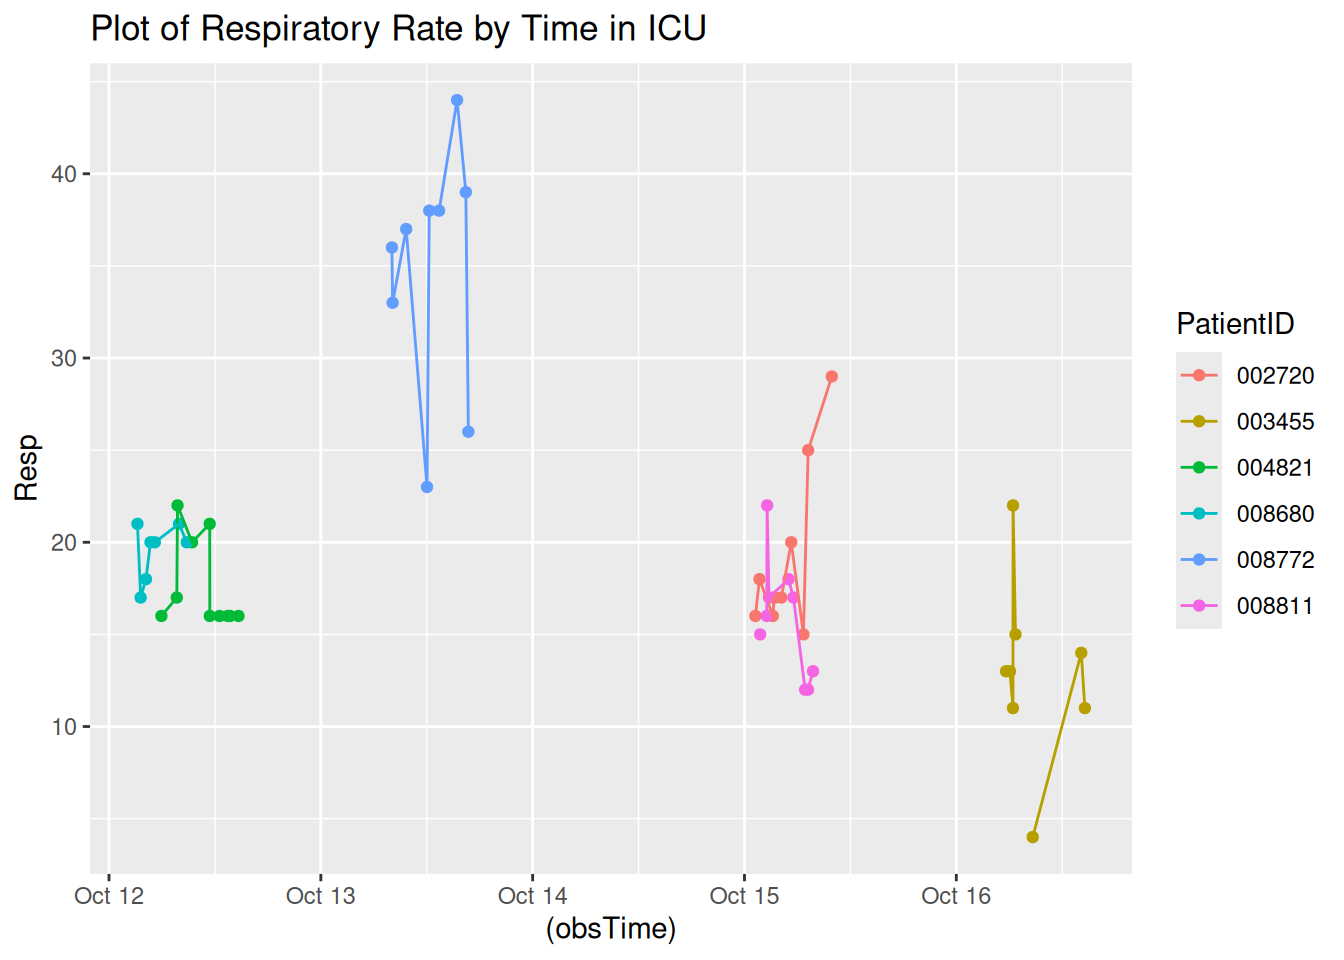 Plot of Respiratory Rate by Time in ICU
Resp
40
30
20
10
Oct 12 Oct 13 Oct 14 Oct 15 Oct 16
(obsTime)
PatientID
002720
003455
004821
008680
008772
008811